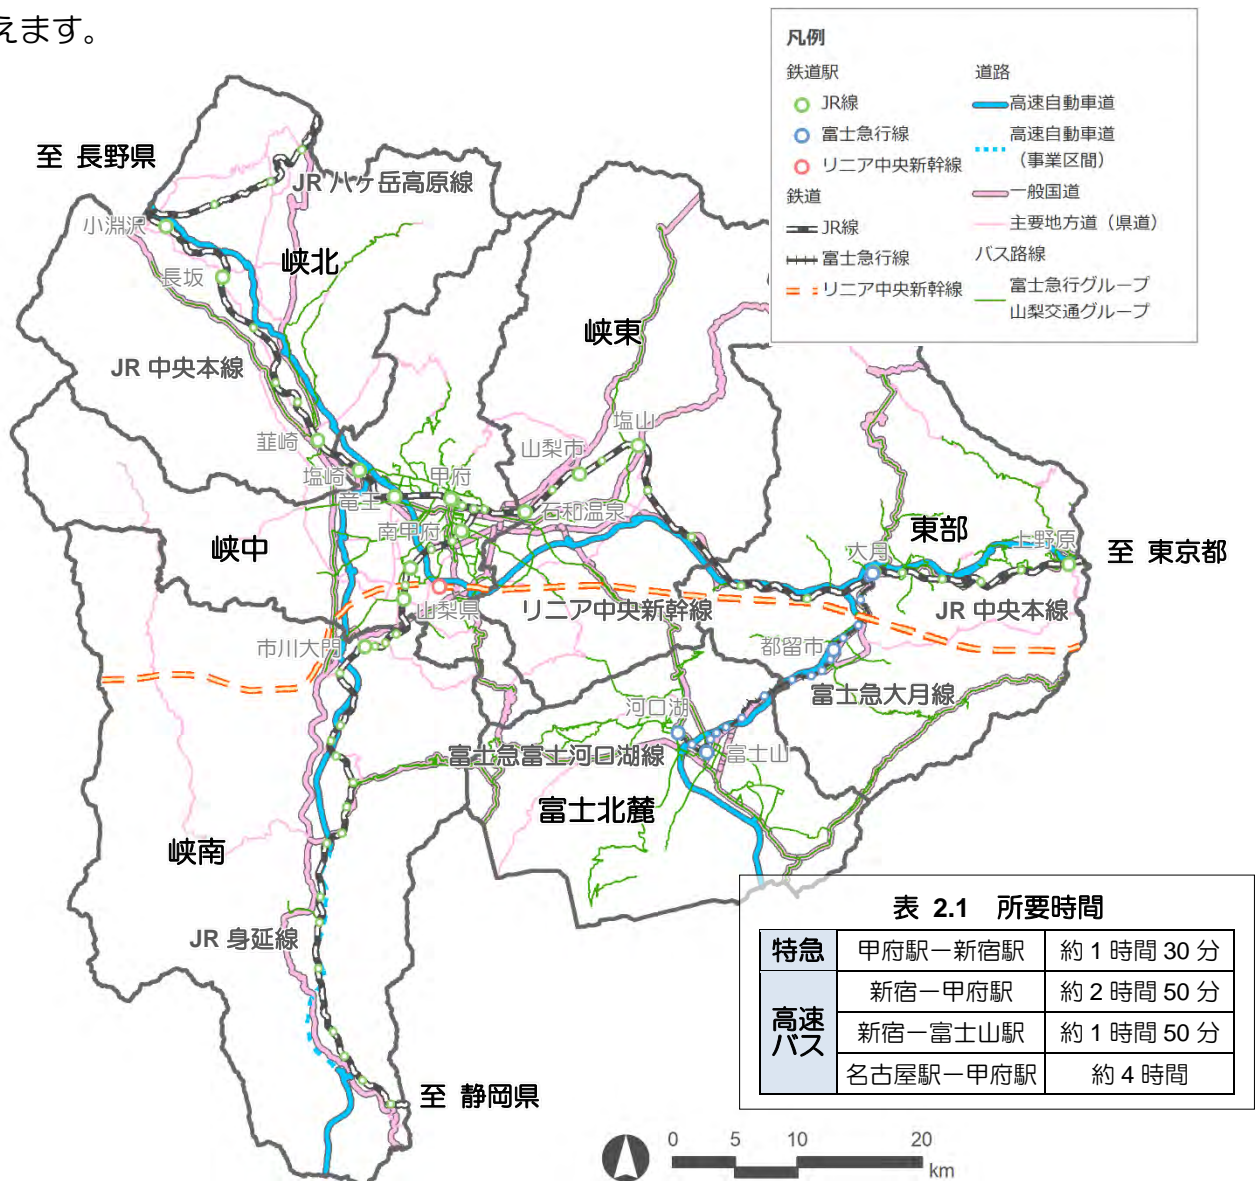 えます。
凡例
鉄道駅
JR線
富士急行線
リニア中央新幹線
鉄道
JR線
富士急行線
リニア中央新幹線
道路
高速自動車道
高速自動車道
（事業区間）
一般国道
主要地方道（県道）
バス路線
富士急行グループ
山梨交通グループ
至 長野県
JR 八ヶ岳高原線
小淵沢
長坂
峡北
JR 中央本線
峡東
韮崎
塩崎
竜王
甲府
南甲府
山梨市
塩山
石和温泉
峡中
東部
大月
上野原
至 東京都
JR 中央本線
リニア中央新幹線
山梨県
市川大門
都留市
富士急大月線
河口湖
富士山
富士急富士河口湖線
富士北麓
峡南
JR 身延線
至 静岡県
表 2.1 所要時間
特急 甲府駅－新宿駅 約 1 時間 30 分
高速
バス
新宿－甲府駅 約 2 時間 50 分
新宿－富士山駅 約 1 時間 50 分
名古屋駅－甲府駅 約 4 時間
0 5 10 20
km